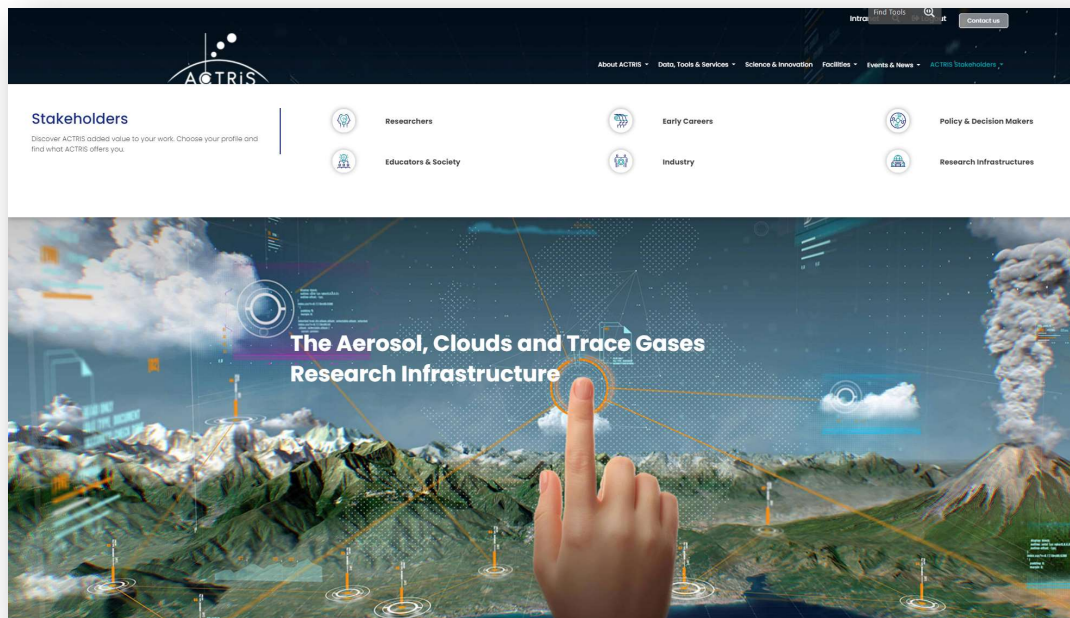 Find Tools
Contact us
ACTRiS
About ACTRIS
Data, Tools & Services
Science & Innovation
Facilities
Events & News
ACTRIS Stakeholders
Stakeholders
Discover ACTRIS added value to your work. Choose your profile and
find what ACTRIS offers you.
Researchers
Early Careers
Policy & Decision Makers
Educators & Society
Industry
Research Infrastructures
The Aerosol, Clouds and Trace Gases
Research Infrastructure